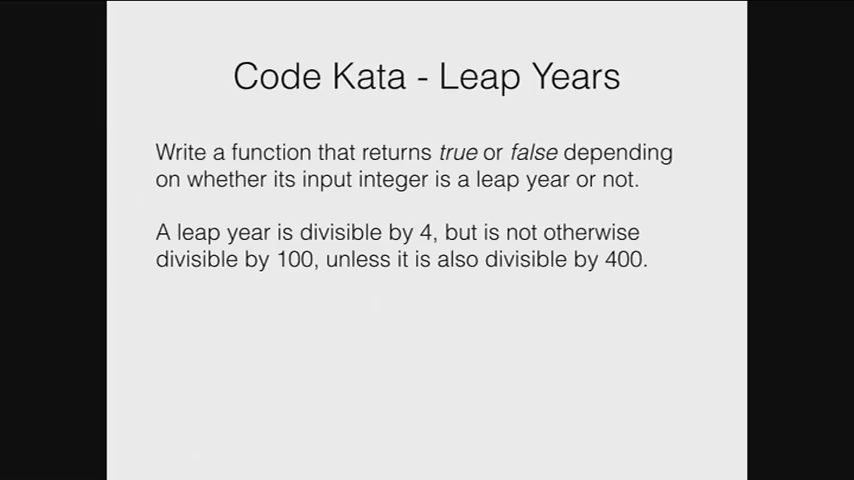 Code Kata - Leap Years
Write a function that returns true or false depending
on whether its input integer is a leap year or not.
A leap year is divisible by 4, but is not otherwise
divisible by 100, unless it is also divisible by 400.